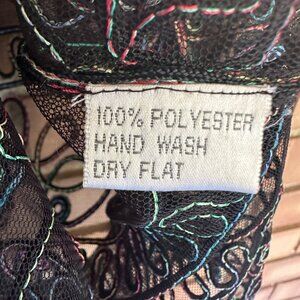 100% POLYESTER
HAND WASH
DRY FLAT